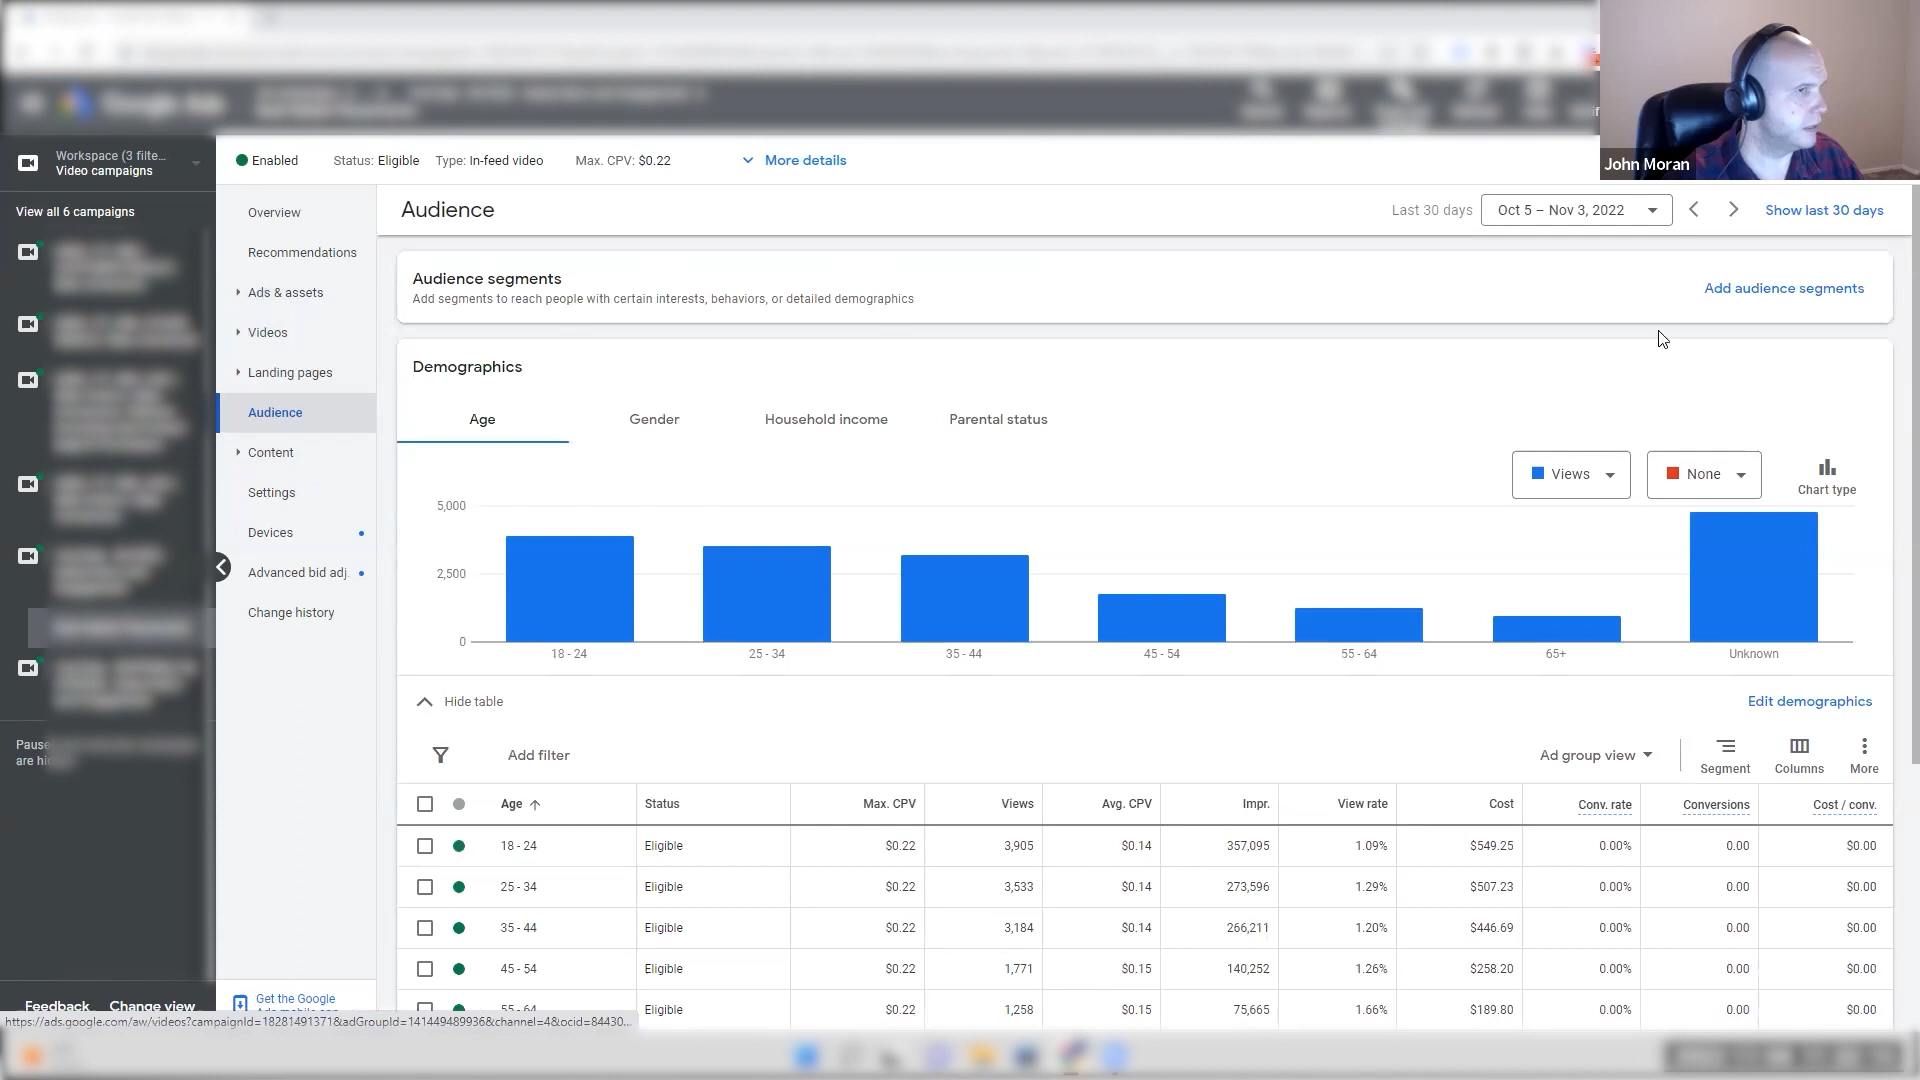 Google Ads
John Moran
Workspace (3 filte...
Video campaigns
Enabled Status: Eligible Type: In-feed video Max. CPV: $0.22 More details
View all 6 campaigns
Overview
Recommendations
Ads & assets
Videos
Landing pages
Audience
Content
Settings
Devices
Advanced bid adj.
Change history
Get the Google
Audience
Last 30 days Oct 5 – Nov 3, 2022 Show last 30 days
Audience segments
Add segments to reach people with certain interests, behaviors, or detailed demographics
Add audience segments
Demographics
Age Gender Household income Parental status
Views None Chart type
5,000
2,500
0
18 - 24 25 - 34 35 - 44 45 - 54 55 - 64 65+ Unknown
Hide table Edit demographics
Add filter Ad group view Segment Columns More
Age Status Max. CPV Views Avg. CPV Impr. View rate Cost Conv. rate Conversions Cost / conv.
18 - 24 Eligible $0.22 3,905 $0.14 357,095 1.09% $549.25 0.00% 0.00 $0.00
25 - 34 Eligible $0.22 3,533 $0.14 273,596 1.29% $507.23 0.00% 0.00 $0.00
35 - 44 Eligible $0.22 3,184 $0.14 266,211 1.20% $446.69 0.00% 0.00 $0.00
45 - 54 Eligible $0.22 1,771 $0.15 140,252 1.26% $258.20 0.00% 0.00 $0.00
55 - 64 Eligible $0.22 1,258 $0.15 75,665 1.66% $189.80 0.00% 0.00 $0.00
Feedback Change view
https://ads.google.com/aw/videos?campaignId=18281491371&adGroupId=141449489936&channel=4&ocid=84430...